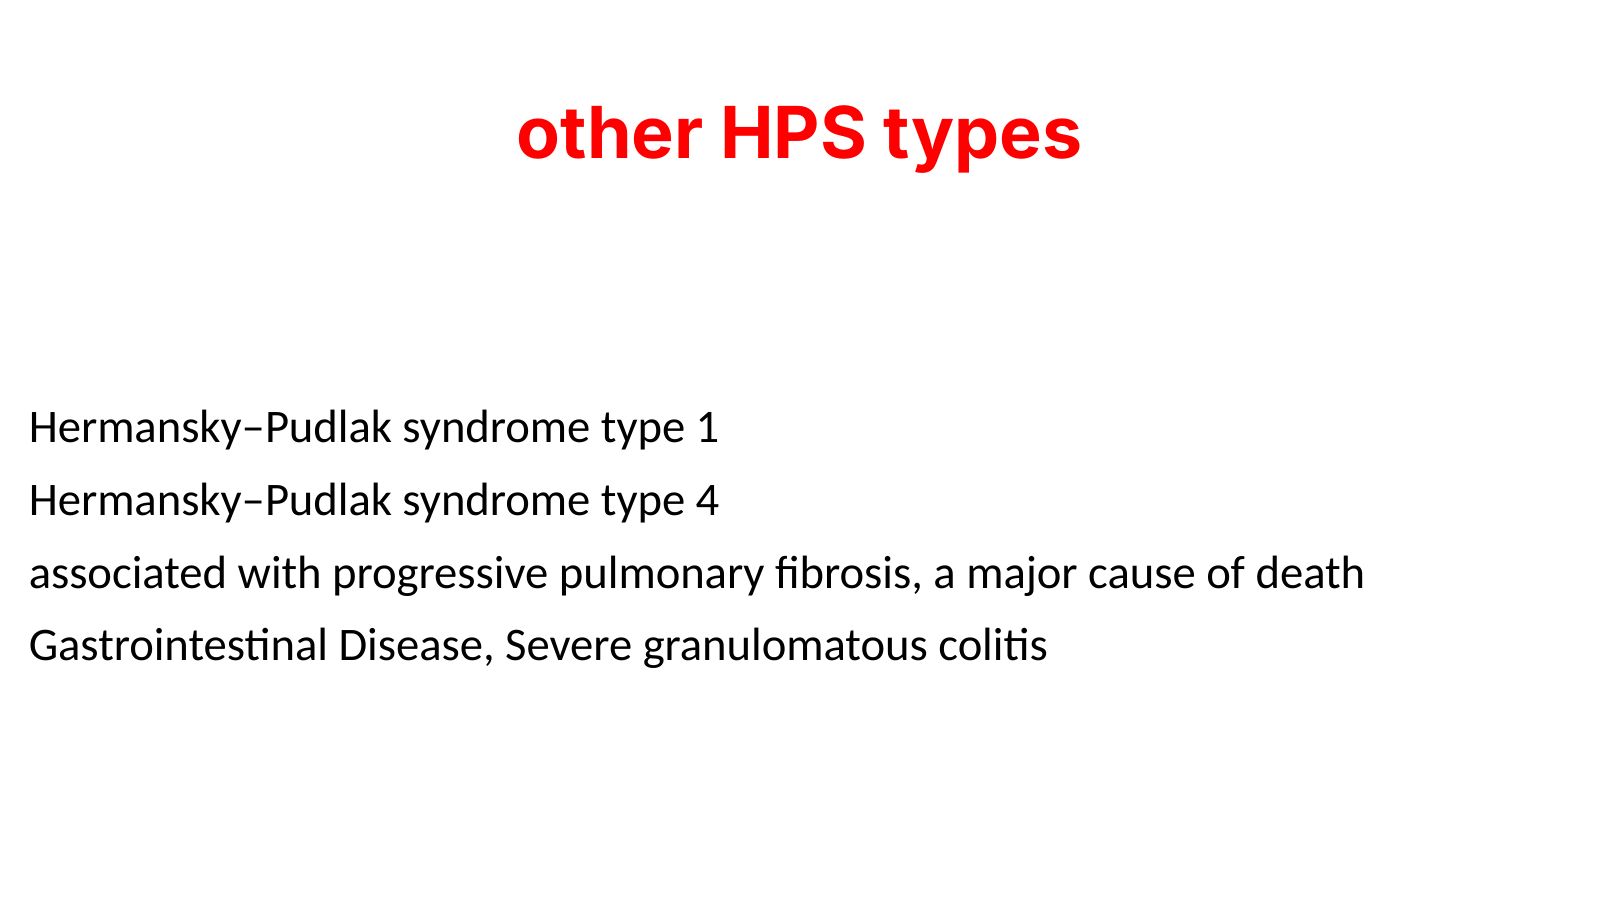 other HPS types
Hermansky–Pudlak syndrome type 1
Hermansky–Pudlak syndrome type 4
associated with progressive pulmonary fibrosis, a major cause of death
Gastrointestinal Disease, Severe granulomatous colitis